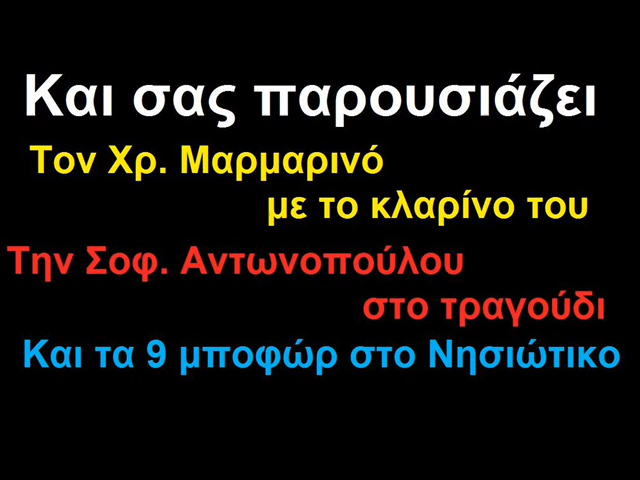 Και σας παρουσιάζει
Τον Χρ. Μαρμαρινό
με το κλαρίνο του
Την Σοφ. Αντωνοπούλου
στο τραγούδι
Και τα 9 μποφώρ στο Νησιώτικο